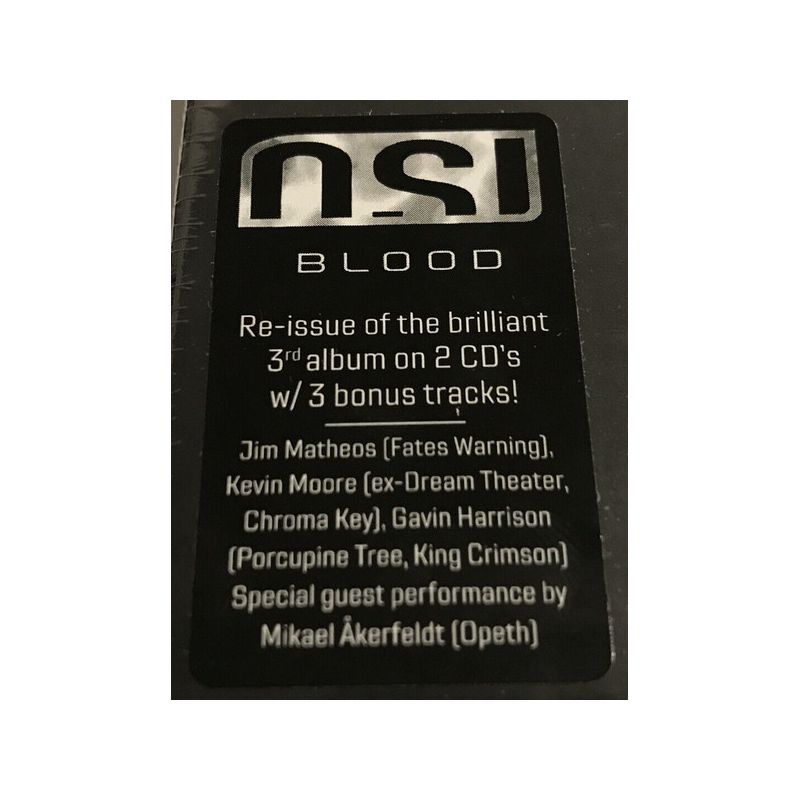 OSI
BLOOD
Re-issue of the brilliant
3rd album on 2 CD's
w/ 3 bonus tracks!
Jim Matheos (Fates Warning),
Kevin Moore (ex-Dream Theater,
Chroma Key), Gavin Harrison
(Porcupine Tree, King Crimson)
Special guest performance by
Mikael Åkerfeldt (Opeth)